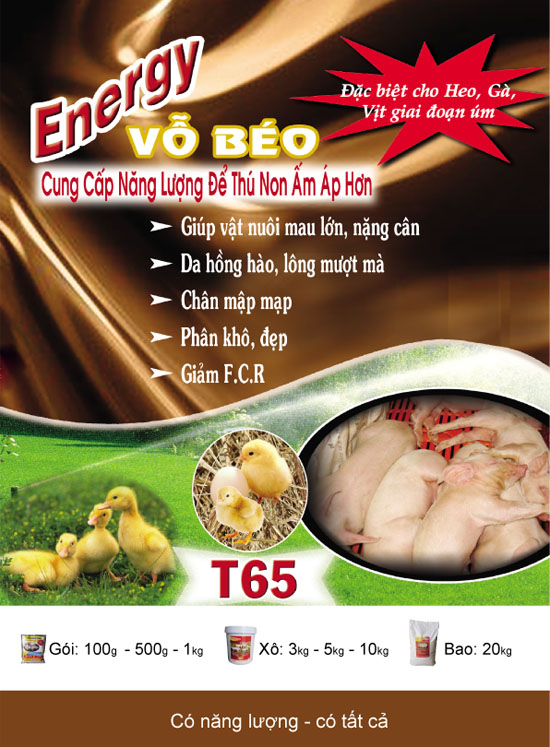 Energy
VỖ BÉO
Đặc biệt cho Heo, Gà,
Vịt giai đoạn úm
Cung Cấp Năng Lượng Để Thú Non Ấm Áp Hơn
➤ Giúp vật nuôi mau lớn, nặng cân
➤ Da hồng hào, lông mượt mà
➤ Chân mập mạp
➤ Phân khô, đẹp
➤ Giảm F.C.R
T65
Gói: 100g - 500g - 1kg
Xô: 3kg - 5kg - 10kg
Bao: 20kg
Có năng lượng - có tất cả